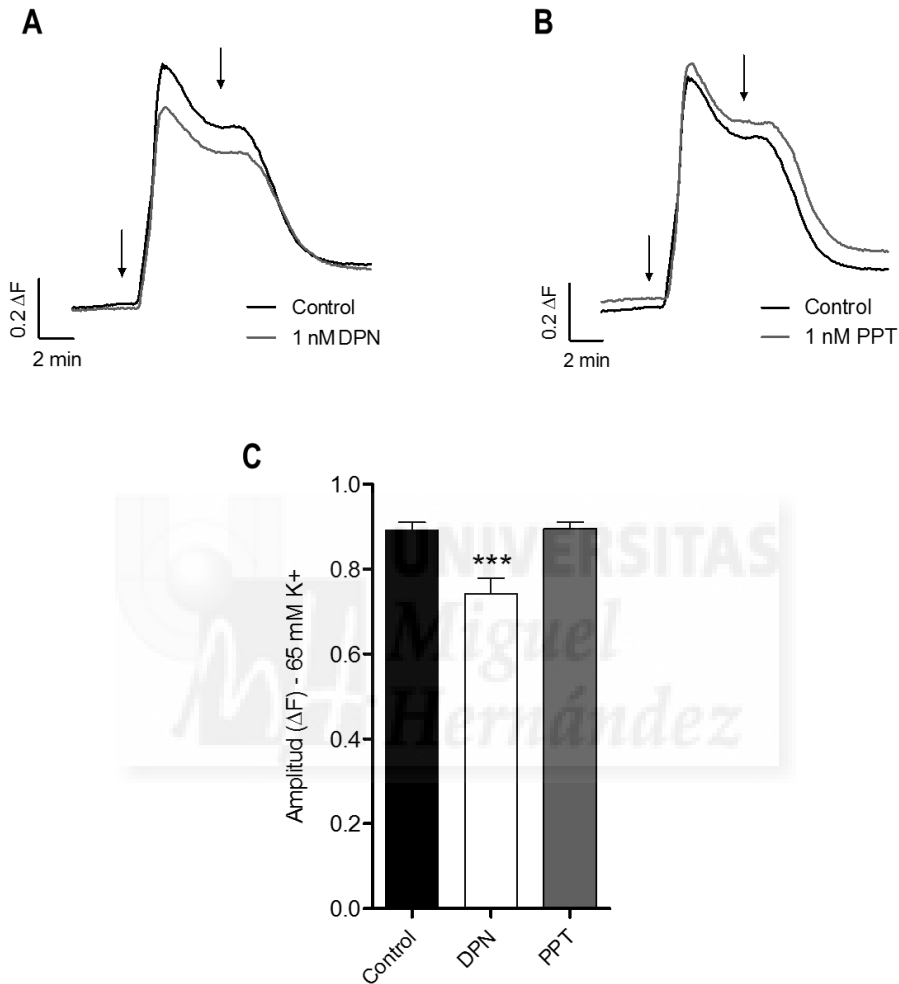 A
B
0.2 ΔF
2 min
Control
1 nM DPN
0.2 ΔF
2 min
Control
1 nM PPT
C
Amplitud (ΔF) - 65 mM K+
1.0
0.8
0.6
0.4
0.2
0.0
***
Control
DPN
PPT
UNIVERSITAS
Miguel
Hernández